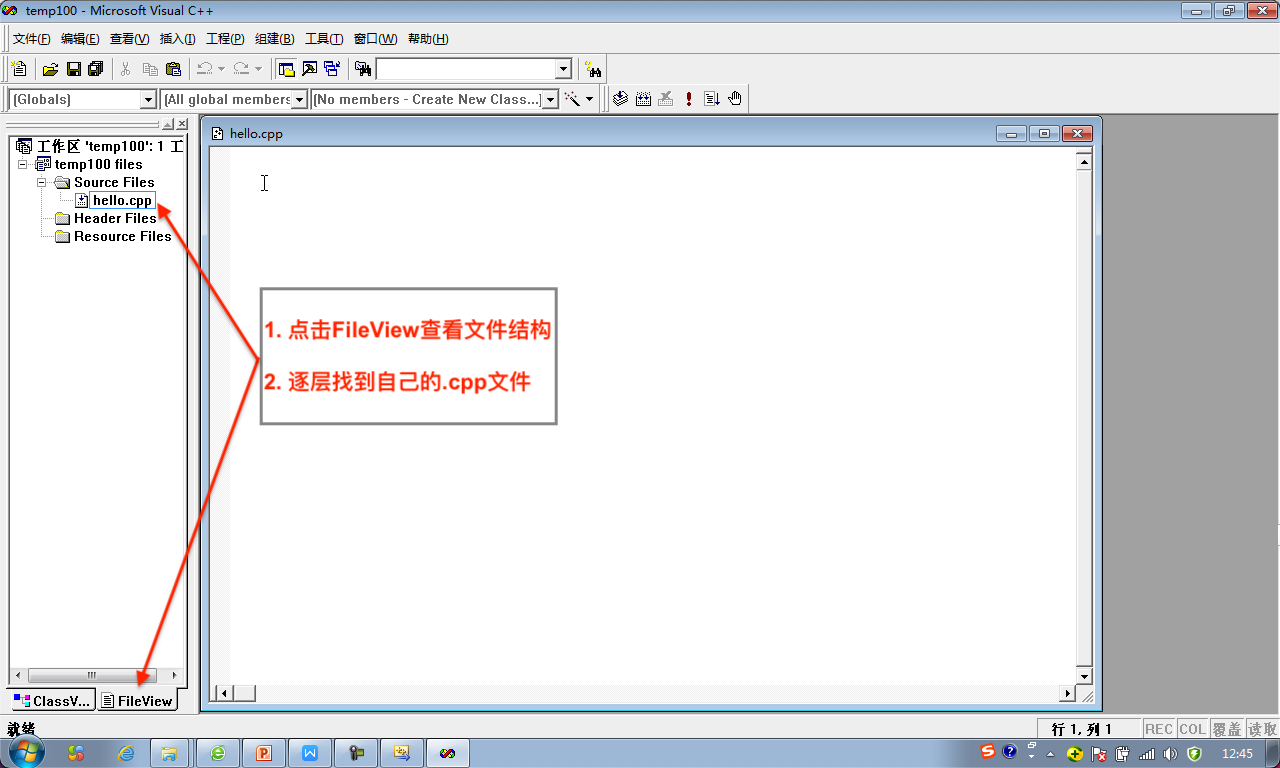 temp100 - Microsoft Visual C++
文件(F) 编辑(E) 查看(V) 插入(I) 工程(P) 组建(B) 工具(T) 窗口(W) 帮助(H)
(Globals) (All global members (No members - Create New Class...)
工作区 'temp100': 1 工
temp100 files
Source Files
hello.cpp
Header Files
Resource Files
hello.cpp
1. 点击FileView查看文件结构
2. 逐层找到自己的.cpp文件
ClassV... FileView
就绪
行 1, 列 1 REC COL 覆盖 读取
12:45